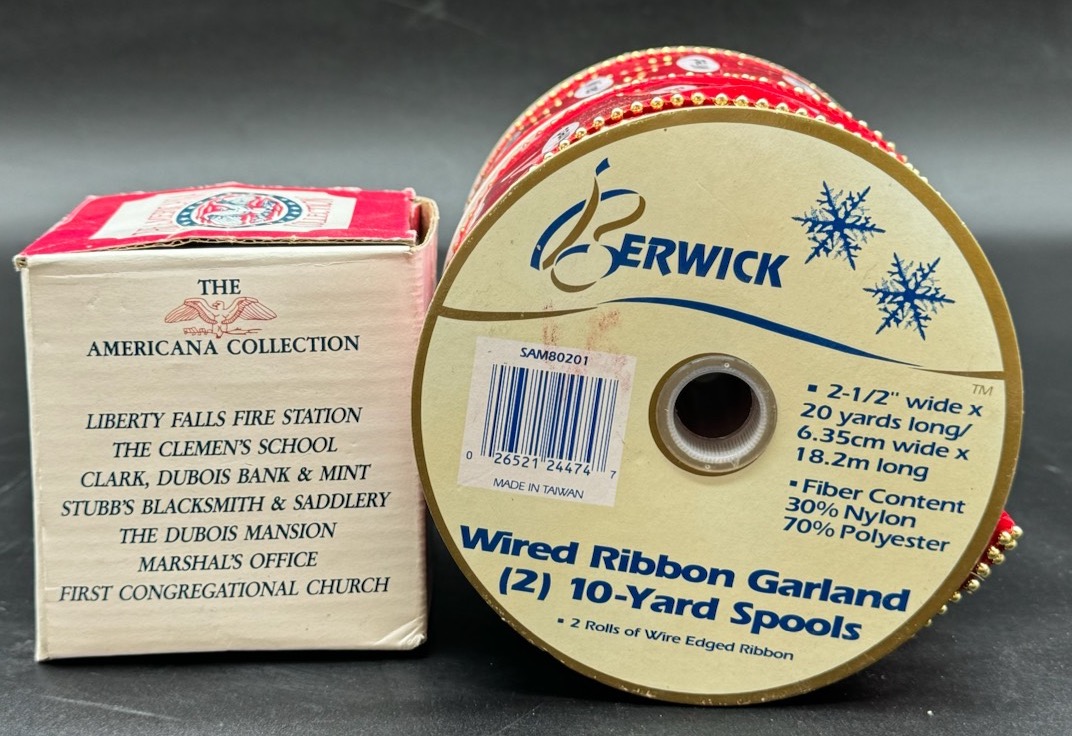 THE
AMERICANA COLLECTION
LIBERTY FALLS FIRE STATION
THE CLEMEN'S SCHOOL
CLARK, DUBOIS BANK & MINT
STUBB'S BLACKSMITH & SADDLERY
THE DUBOIS MANSION
MARSHAL'S OFFICE
FIRST CONGREGATIONAL CHURCH
BERWICK
TM
SAM80201
0 26521 24474 7
MADE IN TAIWAN
▪ 2-1/2" wide x
20 yards long/
6.35cm wide x
18.2m long
▪ Fiber Content
30% Nylon
70% Polyester
Wired Ribbon Garland
(2) 10-Yard Spools
▪ 2 Rolls of Wire Edged Ribbon